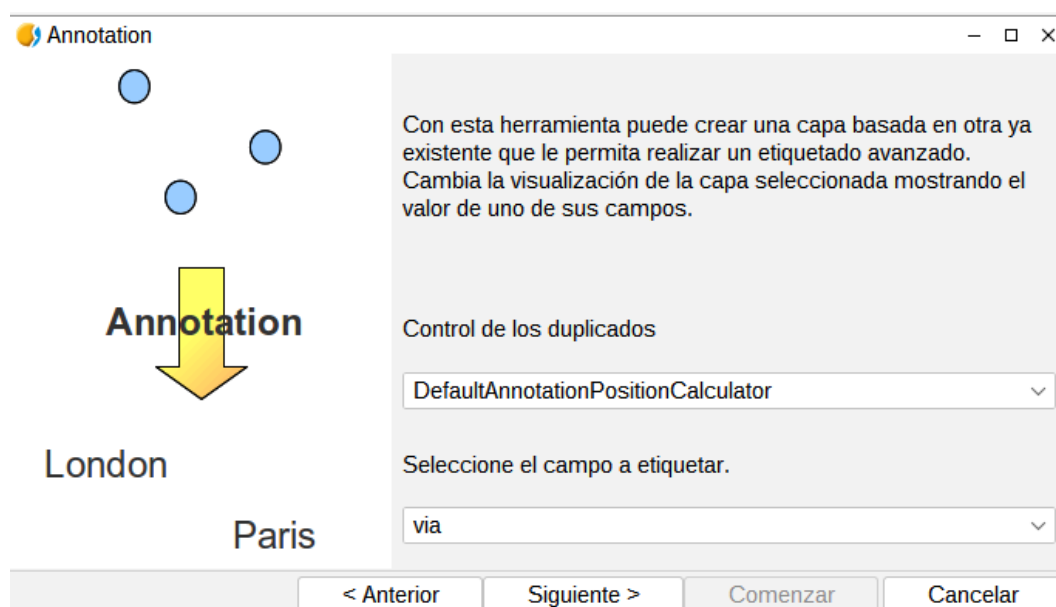 Annotation
Con esta herramienta puede crear una capa basada en otra ya
existente que le permita realizar un etiquetado avanzado.
Cambia la visualización de la capa seleccionada mostrando el
valor de uno de sus campos.
Annotation
Control de los duplicados
DefaultAnnotationPositionCalculator
London
Seleccione el campo a etiquetar.
Paris
via
< Anterior
Siguiente >
Comenzar
Cancelar